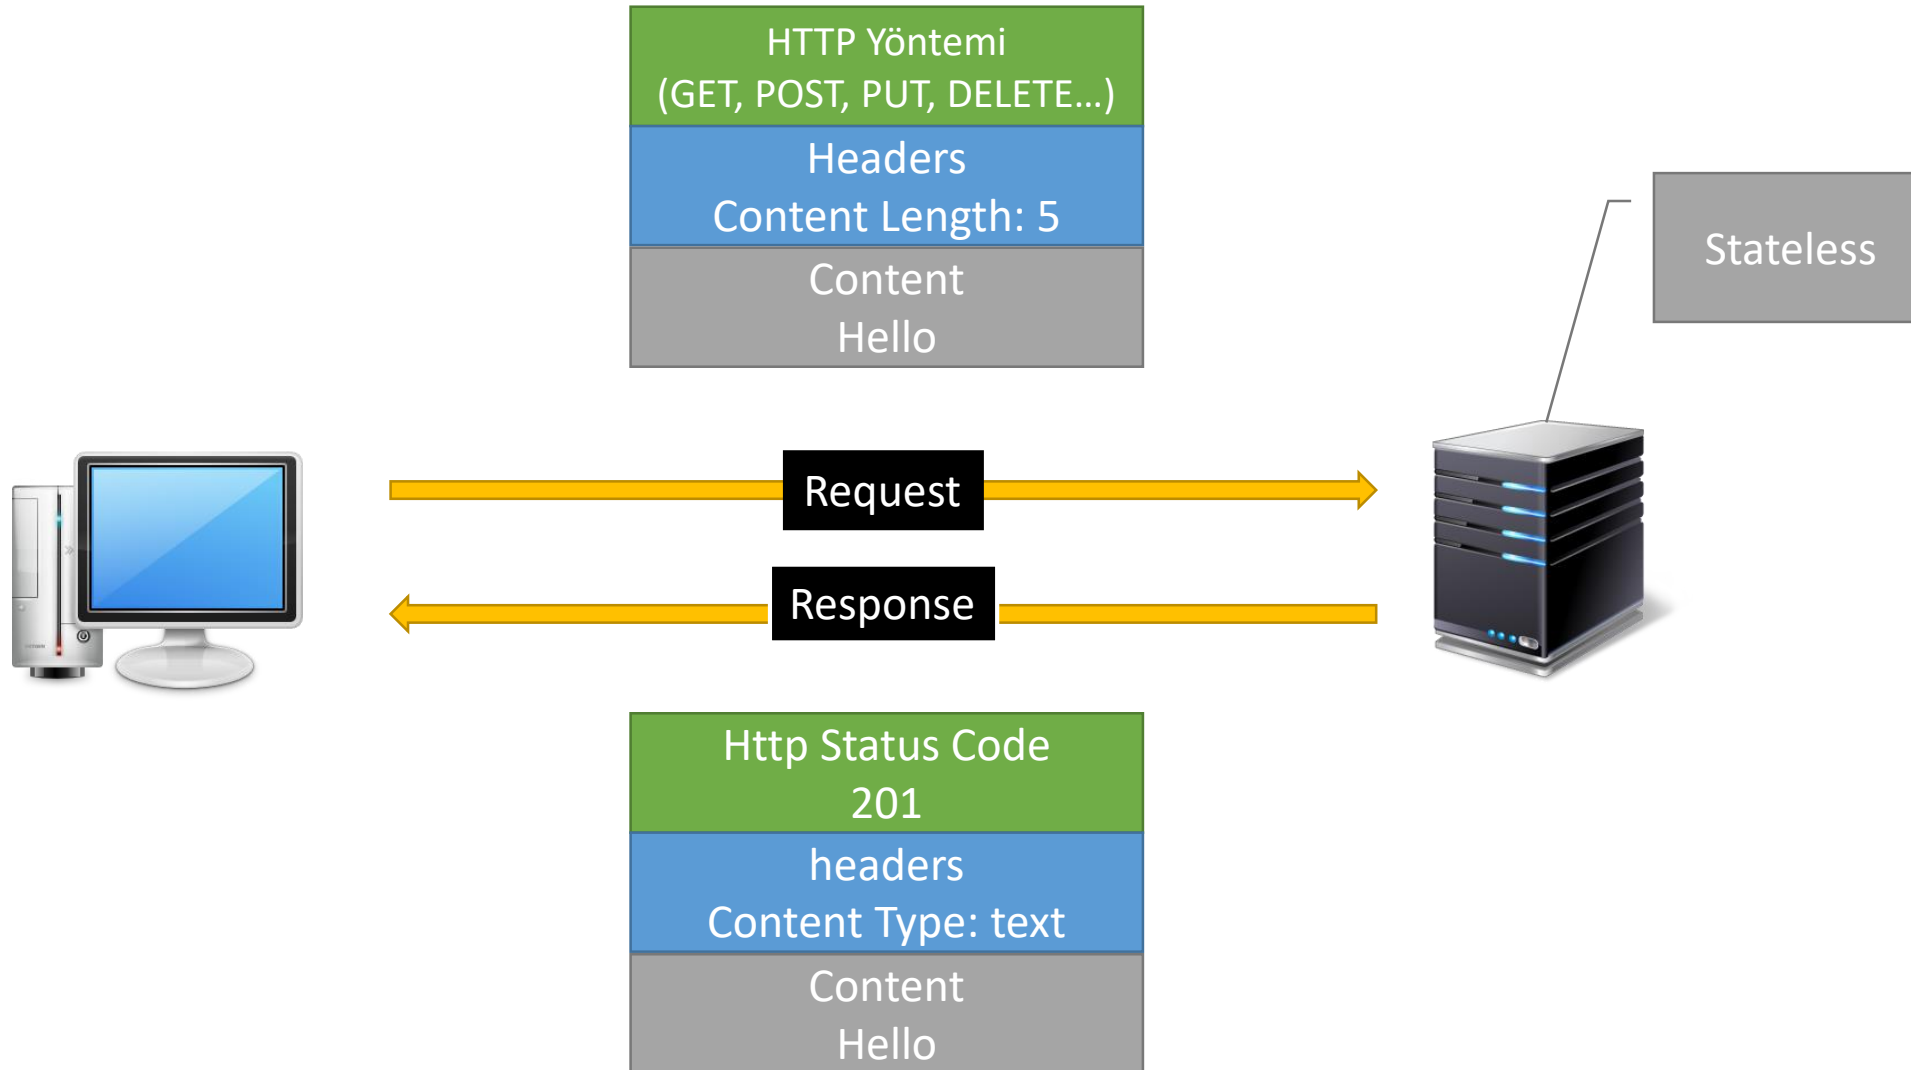 HTTP Yöntemi
(GET, POST, PUT, DELETE…)
Headers
Content Length: 5
Content
Hello
Stateless
Request
Response
Http Status Code
201
headers
Content Type: text
Content
Hello